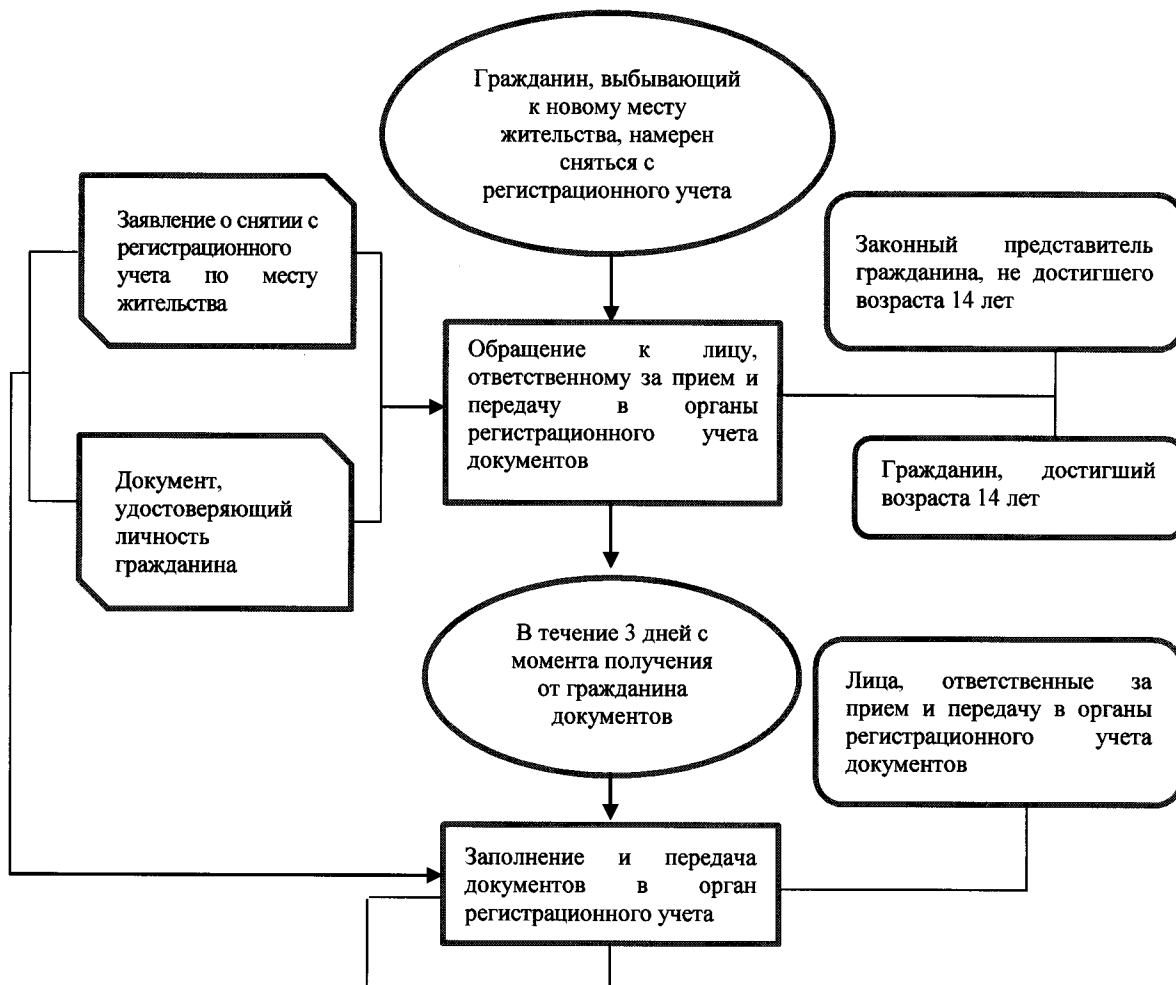 Гражданин, выбывающий
к новому месту
жительства, намерен
сняться с
регистрационного учета
Заявление о снятии с
регистрационного
учета по месту
жительства
Законный представитель
гражданина, не достигшего
возраста 14 лет
Обращение к лицу,
ответственному за прием и
передачу в органы
регистрационного учета
документов
Документ,
удостоверяющий
личность
гражданина
Гражданин, достигший
возраста 14 лет
В течение 3 дней с
момента получения
от гражданина
документов
Лица, ответственные за
прием и передачу в органы
регистрационного учета
документов
Заполнение и передача
документов в орган
регистрационного учета